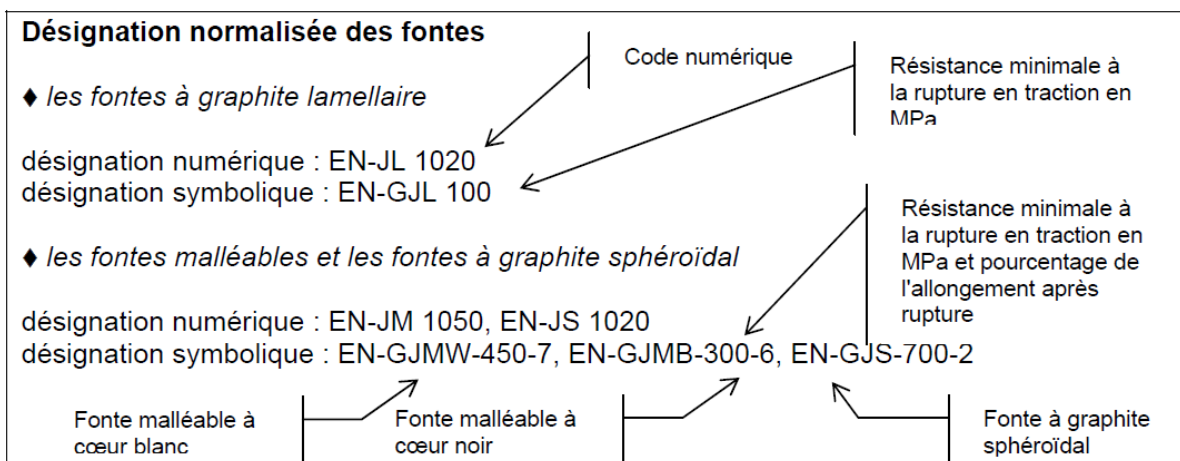 Désignation normalisée des fontes
Code numérique
Résistance minimale à
la rupture en traction en
MPa
♦ les fontes à graphite lamellaire
désignation numérique : EN-JL 1020
désignation symbolique : EN-GJL 100
Résistance minimale à
la rupture en traction en
MPa et pourcentage de
l'allongement après
rupture
♦ les fontes malléables et les fontes à graphite sphéroïdal
désignation numérique : EN-JM 1050, EN-JS 1020
désignation symbolique : EN-GJMW-450-7, EN-GJMB-300-6, EN-GJS-700-2
Fonte malléable à
cœur blanc
Fonte malléable à
cœur noir
Fonte à graphite
sphéroïdal